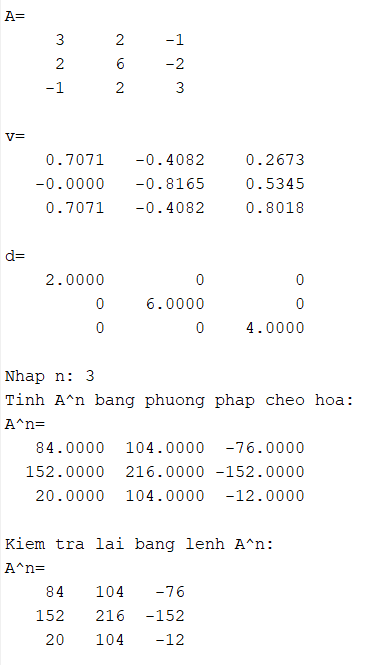 A=
3 2 -1
2 6 -2
-1 2 3
v=
0.7071 -0.4082 0.2673
-0.0000 -0.8165 0.5345
0.7071 -0.4082 0.8018
d=
2.0000 0 0
0 6.0000 0
0 0 4.0000
Nhap n: 3
Tinh A^n bang phuong phap cheo hoa:
A^n=
84.0000 104.0000 -76.0000
152.0000 216.0000 -152.0000
20.0000 104.0000 -12.0000
Kiem tra lai bang lenh A^n:
A^n=
84 104 -76
152 216 -152
20 104 -12